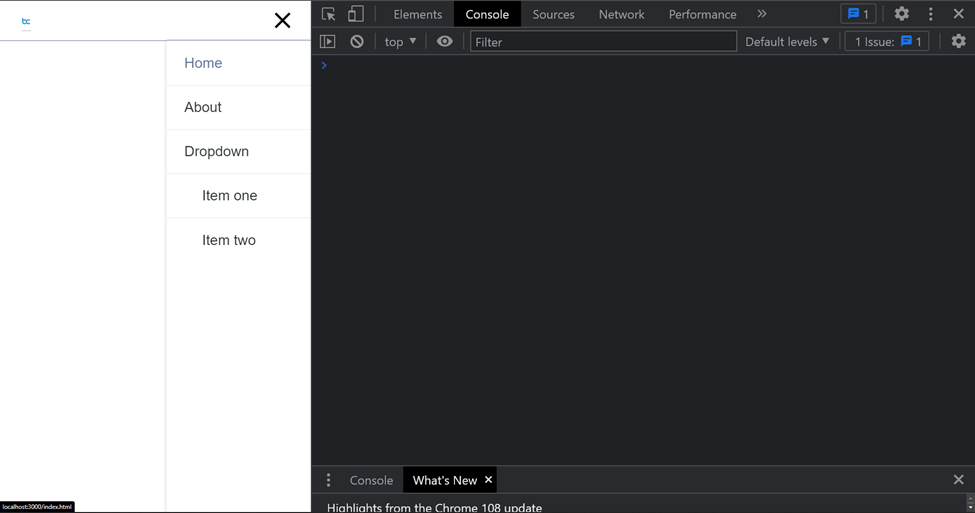 bc
Elements Console Sources Network Performance » 1
top Filter Default levels 1 Issue: 1
Home
About
Dropdown
Item one
Item two
Console What's New
Highlights from the Chrome 108 update
localhost:3000/index.html